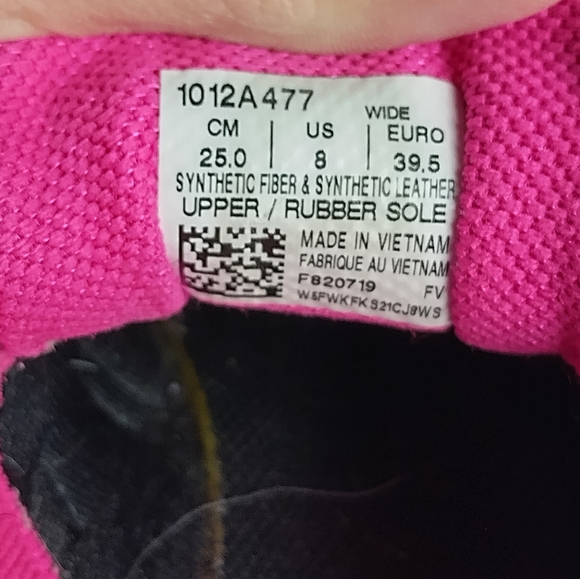 1012A477
WIDE
CM | US | EURO
25.0 | 8 | 39.5
SYNTHETIC FIBER & SYNTHETIC LEATHER
UPPER / RUBBER SOLE
MADE IN VIETNAM
FABRIQUE AU VIETNAM
F820719 FV
W5FWKFKS21CJ8WS